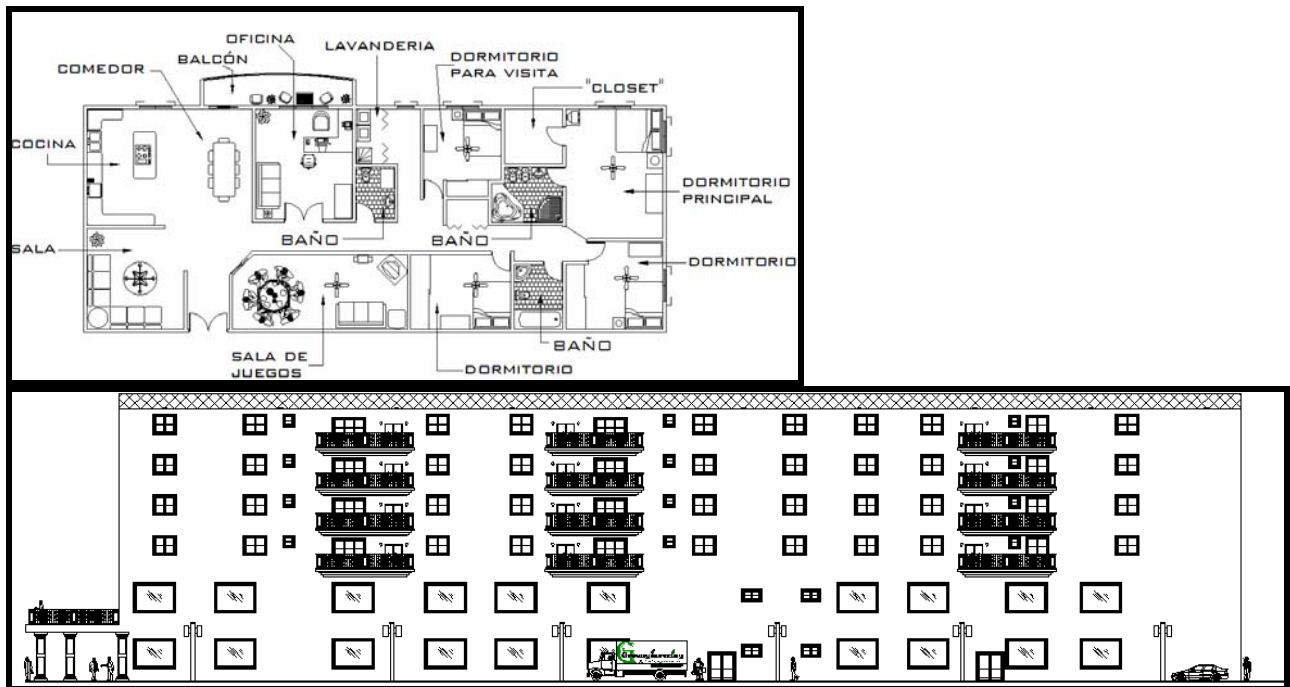 OFICINA
LAVANDERIA
BALCÓN
DORMITORIO
PARA VISITA
COMEDOR
"CLOSET"
COCINA
DORMITORIO
PRINCIPAL
BAÑO
BAÑO
SALA
DORMITORIO
BAÑO
SALA DE
JUEGOS
DORMITORIO